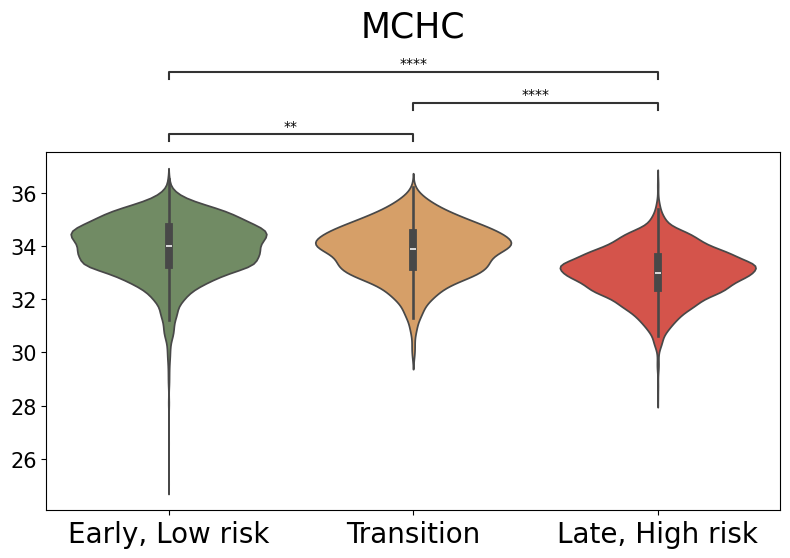 MCHC
****
****
**
36
34
32
30
28
26
Early, Low risk
Transition
Late, High risk